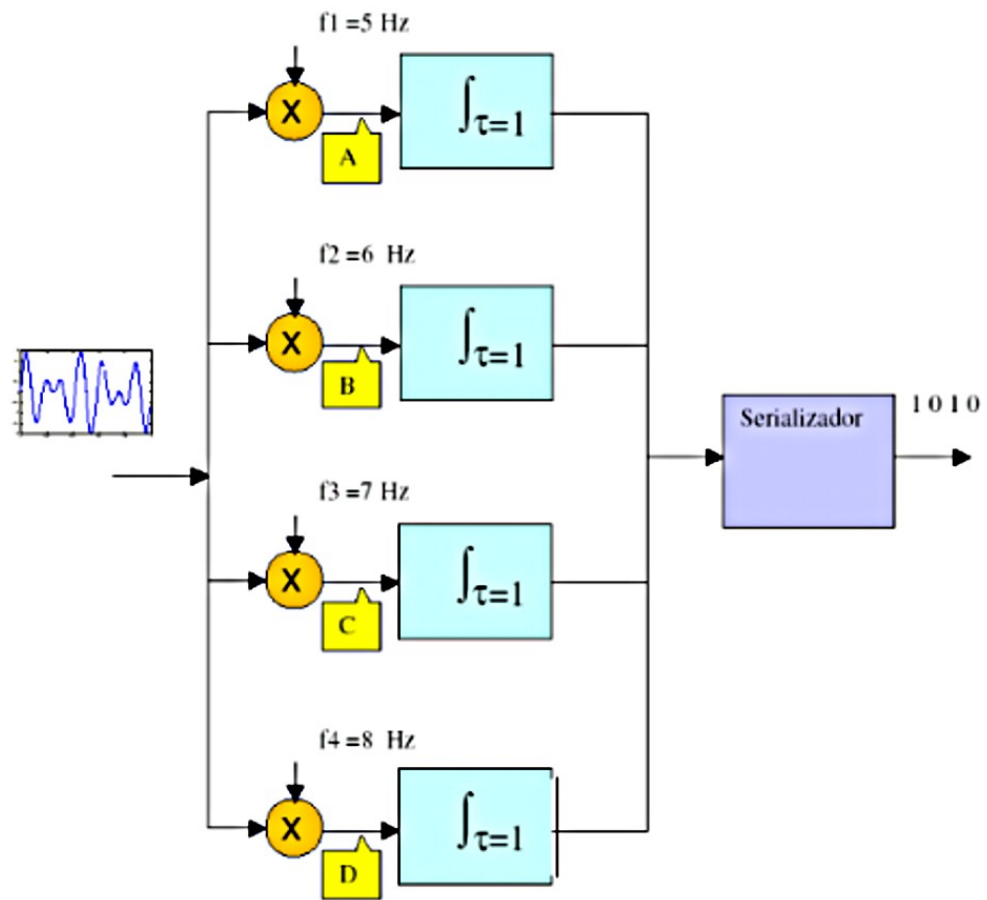 f1 =5 Hz
X
∫τ=1
A
f2 =6 Hz
X
∫τ=1
B
Serializador
1 0 1 0
f3 =7 Hz
X
∫τ=1
C
f4 =8 Hz
X
∫τ=1
D